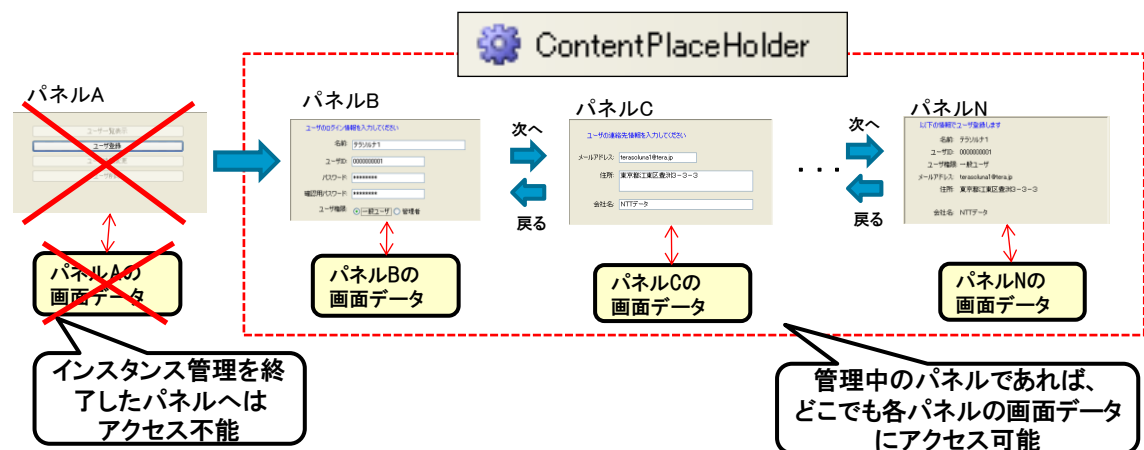 ContentPlaceHolder
パネルA
ユーザ一覧表示
ユーザ登録
パネルAの
画面データ
インスタンス管理を終
了したパネルへは
アクセス不能
パネルB
ユーザのログイン情報を入力してください
名前: テラソルナ1
ユーザID: 0000000001
パスワード: ********
確認用パスワード: ********
ユーザ権限: 一般ユーザ 管理者
パネルBの
画面データ
次へ
戻る
パネルC
ユーザの連絡先情報を入力してください
メールアドレス: terasoluna1@tera.jp
住所: 東京都江東区豊洲3-3-3
会社名: NTTデータ
パネルCの
画面データ
・・・
次へ
戻る
パネルN
以下の情報でユーザ登録します
名前: テラソルナ1
ユーザID: 0000000001
ユーザ権限: 一般ユーザ
メールアドレス: terasoluna1@tera.jp
住所: 東京都江東区豊洲3-3-3
会社名: NTTデータ
パネルNの
画面データ
管理中のパネルであれば、
どこでも各パネルの画面データ
にアクセス可能